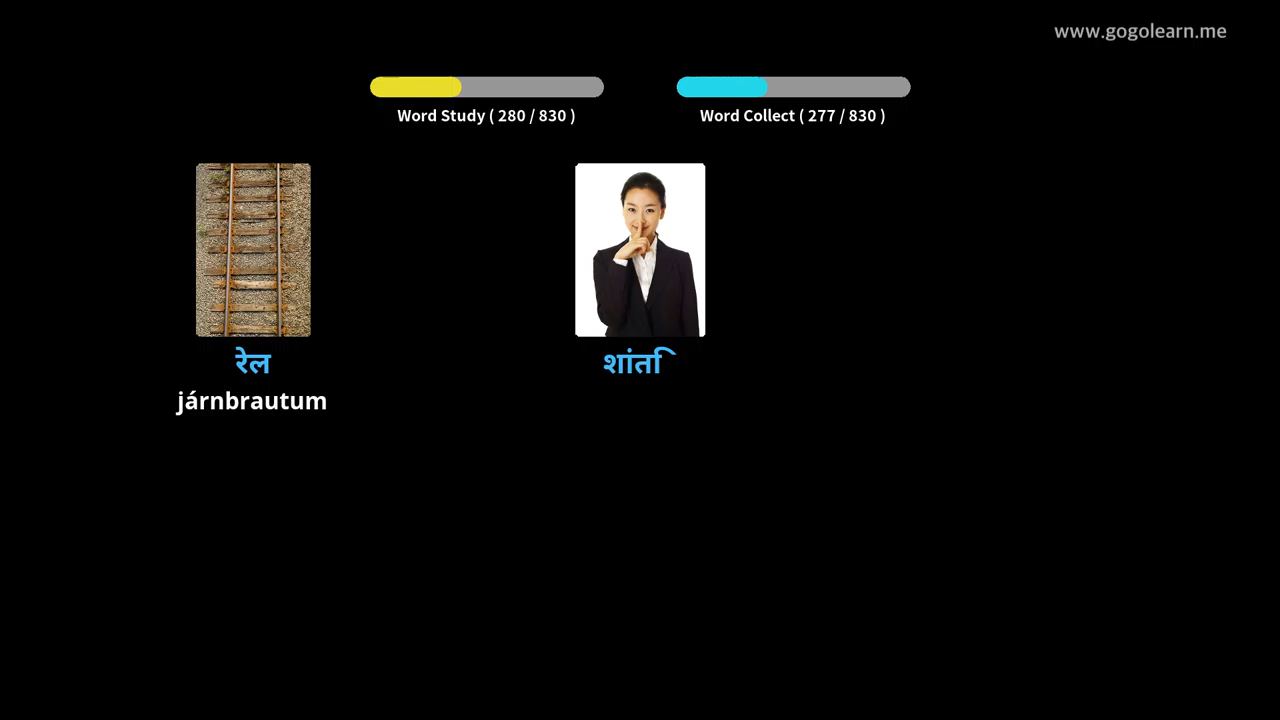 www.gogolearn.me
Word Study ( 280 / 830 )
Word Collect ( 277 / 830 )
रेल
शांति
járnbrautum